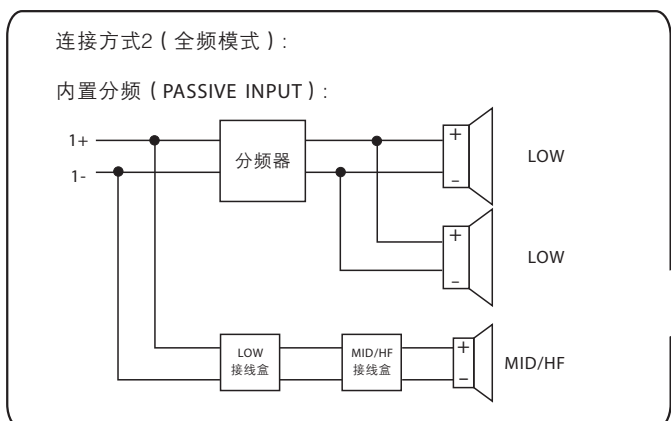 连接方式2（全频模式）:
内置分频（PASSIVE INPUT）:
1+
1-
分频器
+
-
LOW
+
-
LOW
LOW
接线盒
MID/HF
接线盒
+
-
MID/HF